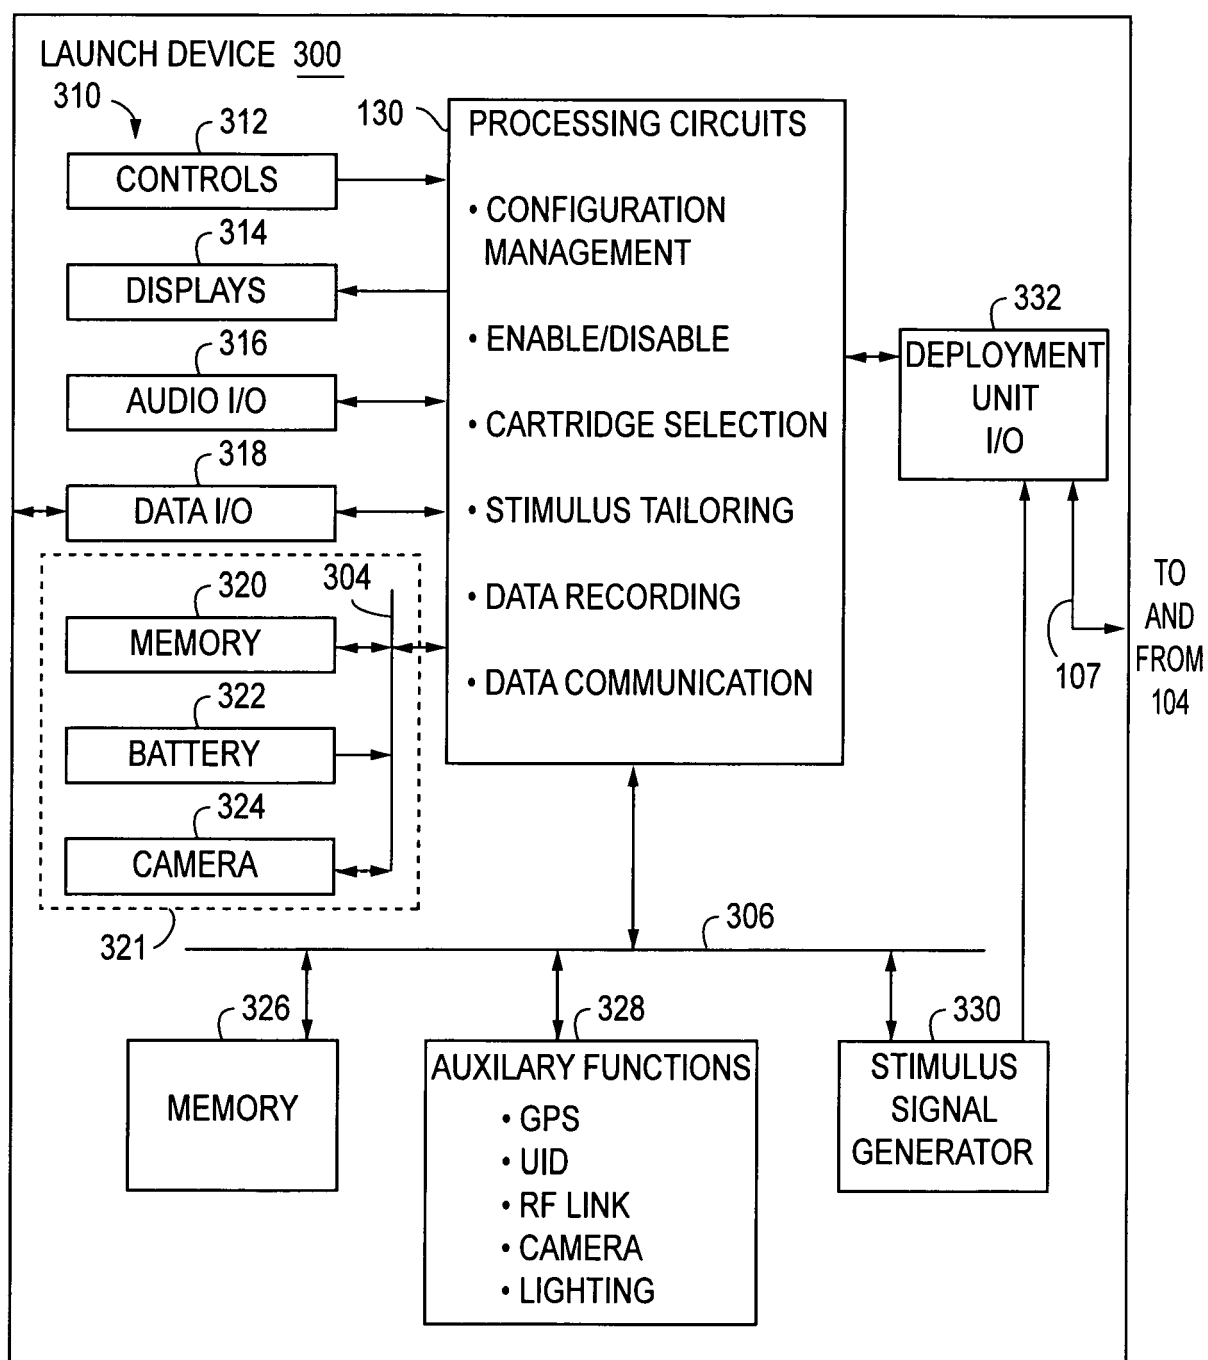 LAUNCH DEVICE 300
310
312
CONTROLS
314
DISPLAYS
316
AUDIO I/O
318
DATA I/O
304
320
MEMORY
322
BATTERY
324
CAMERA
321
130
PROCESSING CIRCUITS
• CONFIGURATION
MANAGEMENT
• ENABLE/DISABLE
• CARTRIDGE SELECTION
• STIMULUS TAILORING
• DATA RECORDING
• DATA COMMUNICATION
332
DEPLOYMENT
UNIT
I/O
107
TO
AND
FROM
104
306
326
MEMORY
328
AUXILARY FUNCTIONS
• GPS
• UID
• RF LINK
• CAMERA
• LIGHTING
330
STIMULUS
SIGNAL
GENERATOR